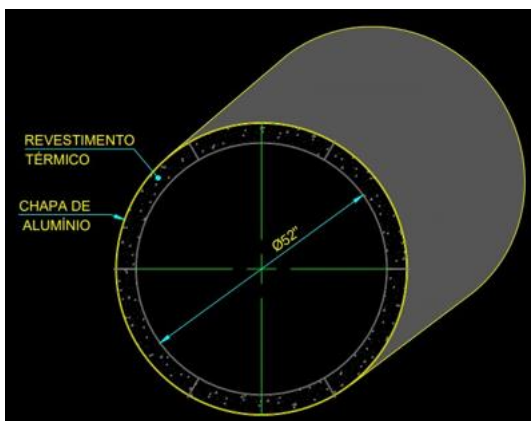 REVESTIMENTO
TÉRMICO
CHAPA DE
ALUMÍNIO
Ø52"